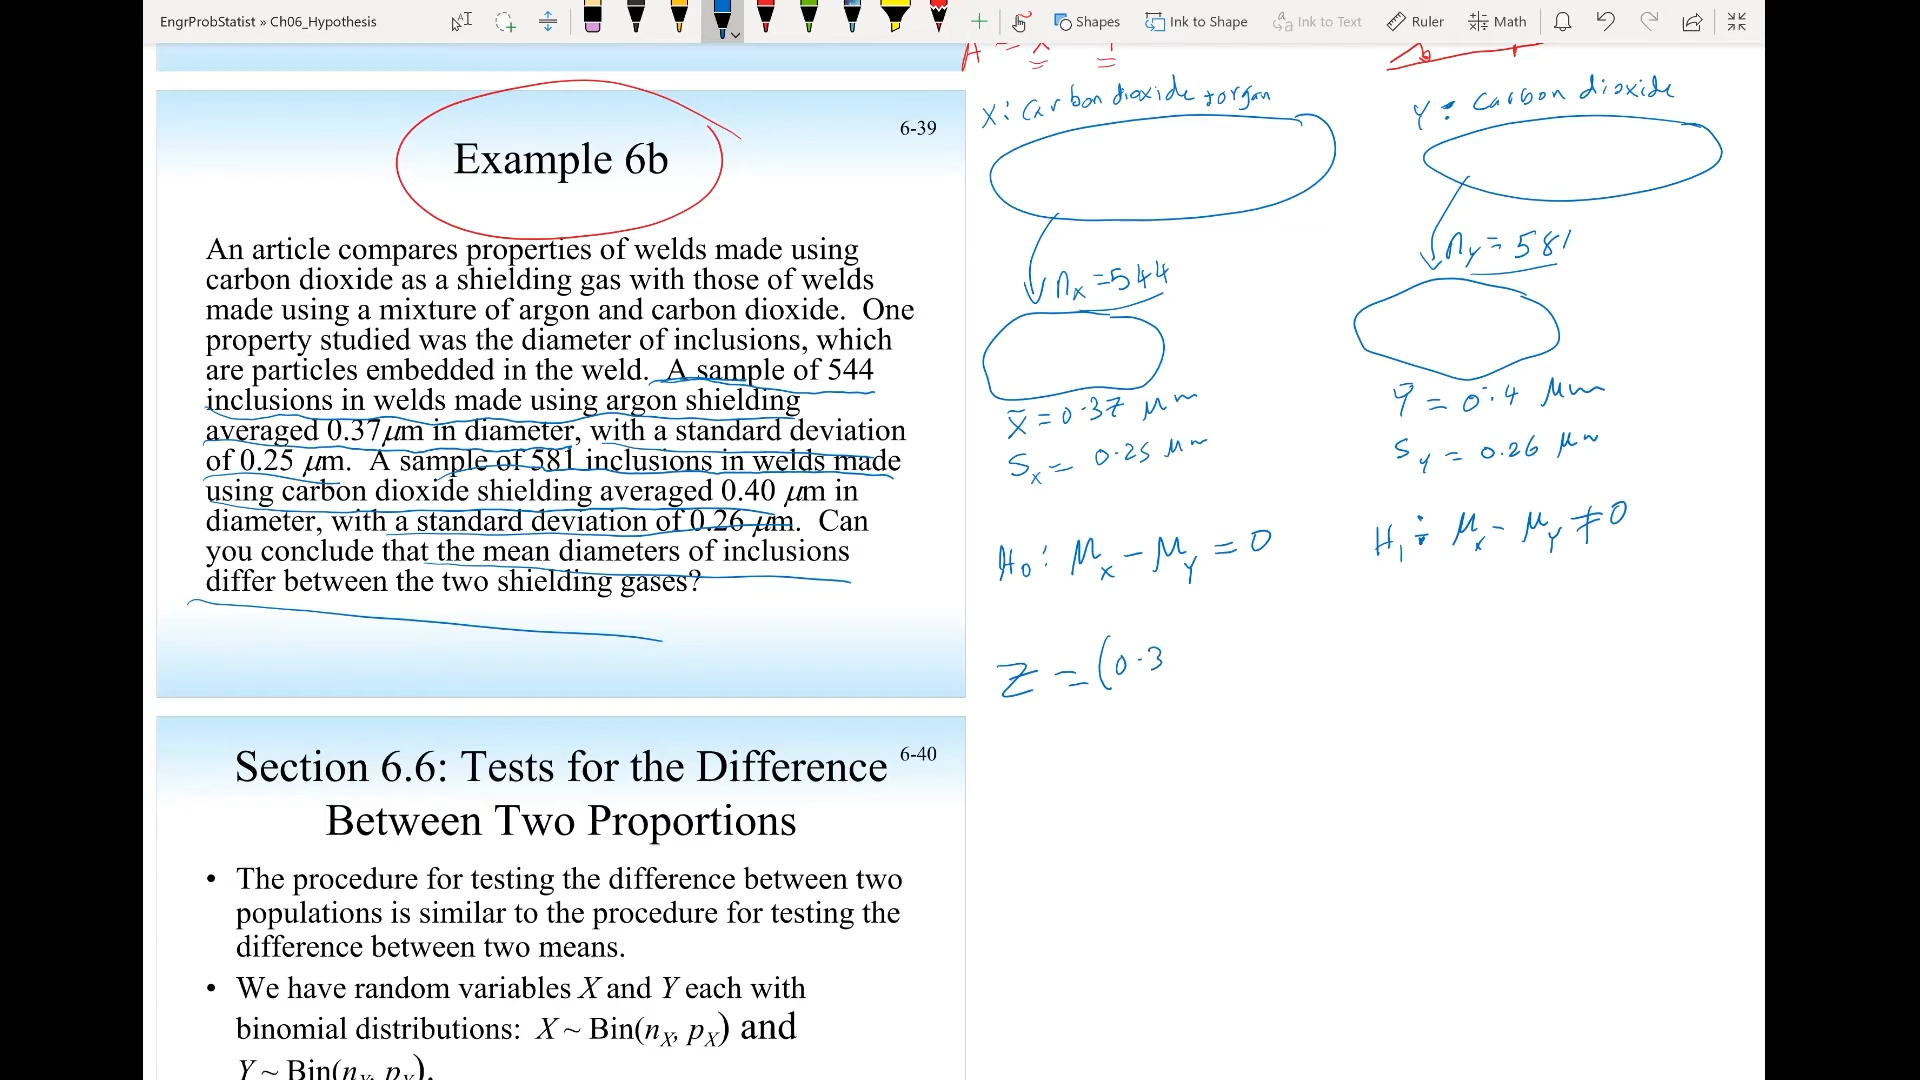 EngrProbStatist » Ch06_Hypothesis
Shapes
Ink to Shape
Ink to Text
Ruler
Math
6-39
Example 6b
An article compares properties of welds made using
carbon dioxide as a shielding gas with those of welds
made using a mixture of argon and carbon dioxide. One
property studied was the diameter of inclusions, which
are particles embedded in the weld. A sample of 544
inclusions in welds made using argon shielding
averaged 0.37μm in diameter, with a standard deviation
of 0.25 μm. A sample of 581 inclusions in welds made
using carbon dioxide shielding averaged 0.40 μm in
diameter, with a standard deviation of 0.26 μm. Can
you conclude that the mean diameters of inclusions
differ between the two shielding gases?
6-40
Section 6.6: Tests for the Difference
Between Two Proportions
• The procedure for testing the difference between two
populations is similar to the procedure for testing the
difference between two means.
• We have random variables X and Y each with
binomial distributions: X ~ Bin(nX, pX) and
Y ~ Bin(nY, pY).
X: Carbon dioxide + organ
nx = 544
X̄ = 0.37 μm
Sx = 0.25 μm
Y: Carbon dioxide
ny = 581
Ȳ = 0.4 μm
Sy = 0.26 μm
H0: μx - μy = 0
H1: μx - μy ≠ 0
Z = (0.3